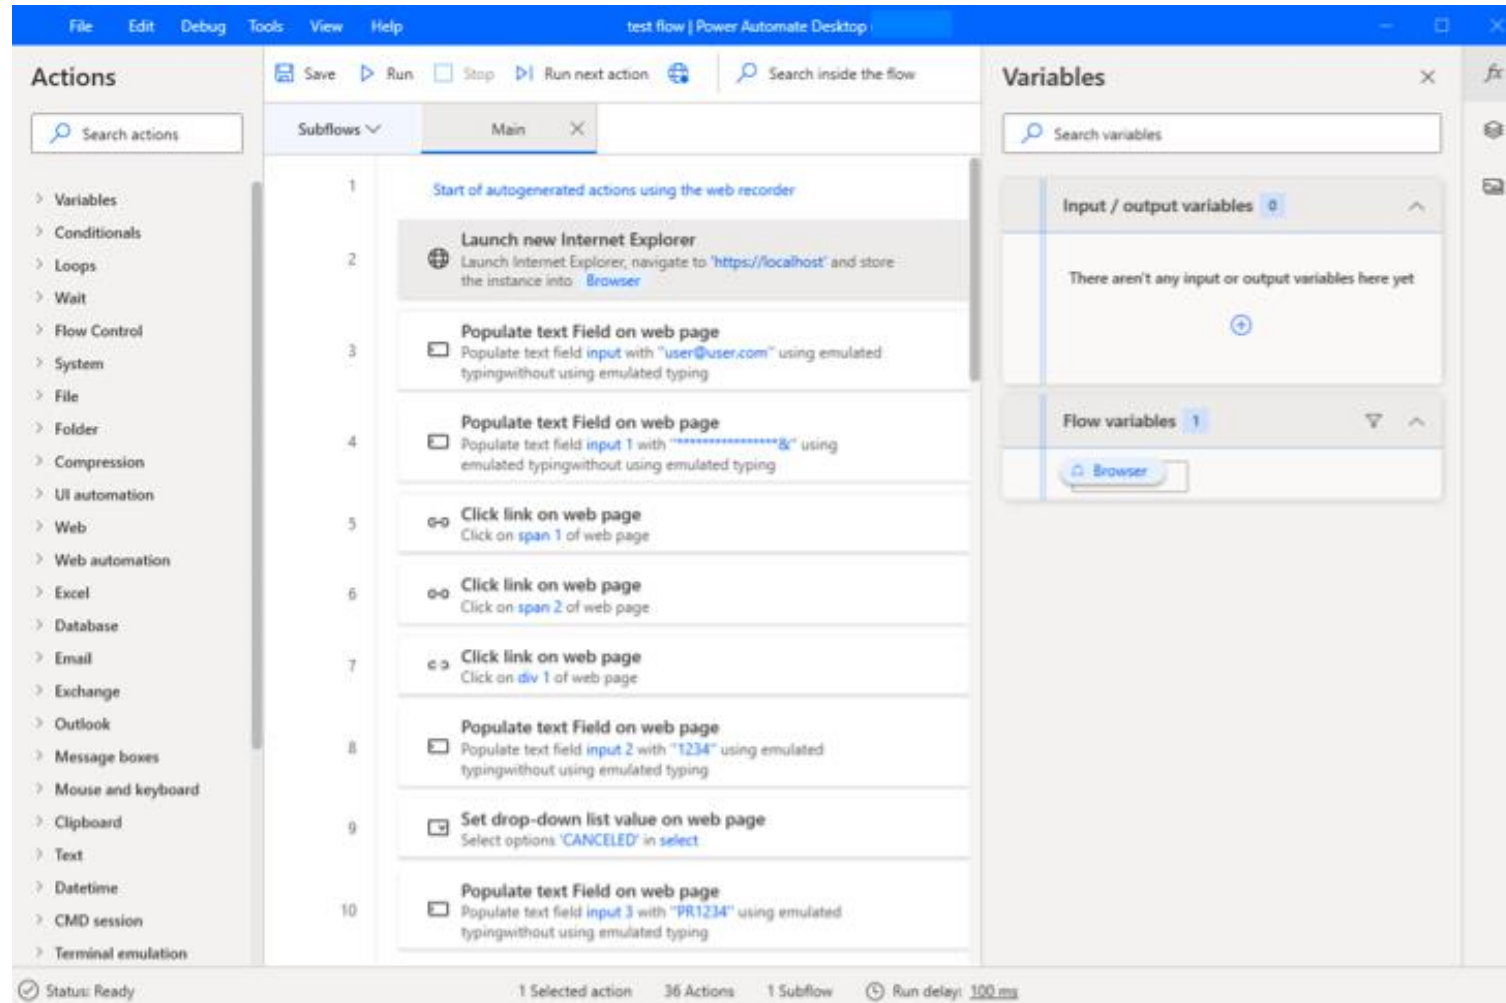 File Edit Debug Tools View Help
test flow | Power Automate Desktop
Actions
Search actions
Variables
Conditionals
Loops
Wait
Flow Control
System
File
Folder
Compression
UI automation
Web
Web automation
Excel
Database
Email
Exchange
Outlook
Message boxes
Mouse and keyboard
Clipboard
Text
Datetime
CMD session
Terminal emulation
Save Run Stop Run next action Search inside the flow
Subflows Main
1 Start of autogenerated actions using the web recorder
Launch new Internet Explorer
2 Launch Internet Explorer, navigate to 'https://localhost' and store
the instance into Browser
Populate text Field on web page
3 Populate text field input with "user@user.com" using emulated
typingwithout using emulated typing
Populate text Field on web page
4 Populate text field input 1 with "****************&" using
emulated typingwithout using emulated typing
5 Click link on web page
Click on span 1 of web page
6 Click link on web page
Click on span 2 of web page
7 Click link on web page
Click on div 1 of web page
Populate text Field on web page
8 Populate text field input 2 with "1234" using emulated
typingwithout using emulated typing
9 Set drop-down list value on web page
Select options 'CANCELED' in select
Populate text Field on web page
10 Populate text field input 3 with "PR1234" using emulated
typingwithout using emulated typing
Variables
fx
Search variables
Input / output variables 0
There aren't any input or output variables here yet
Flow variables 1
Browser
Status: Ready 1 Selected action 36 Actions 1 Subflow Run delay: 100 ms